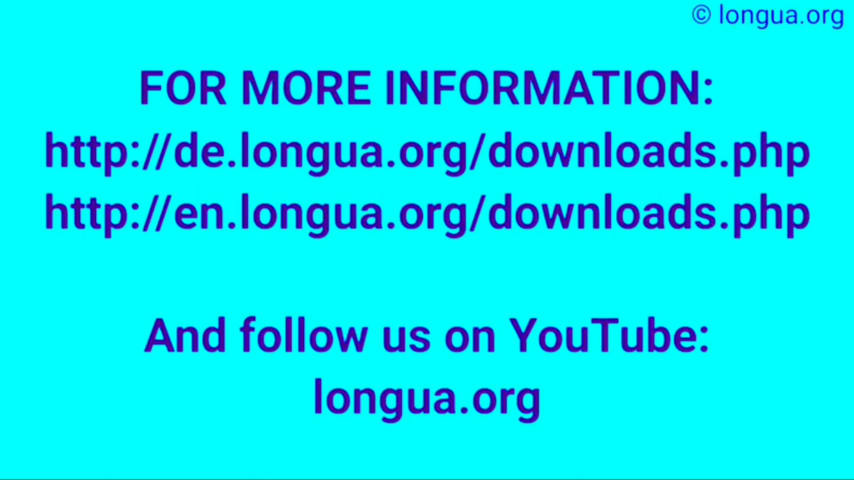 © longua.org
FOR MORE INFORMATION:
http://de.longua.org/downloads.php
http://en.longua.org/downloads.php
And follow us on YouTube:
longua.org